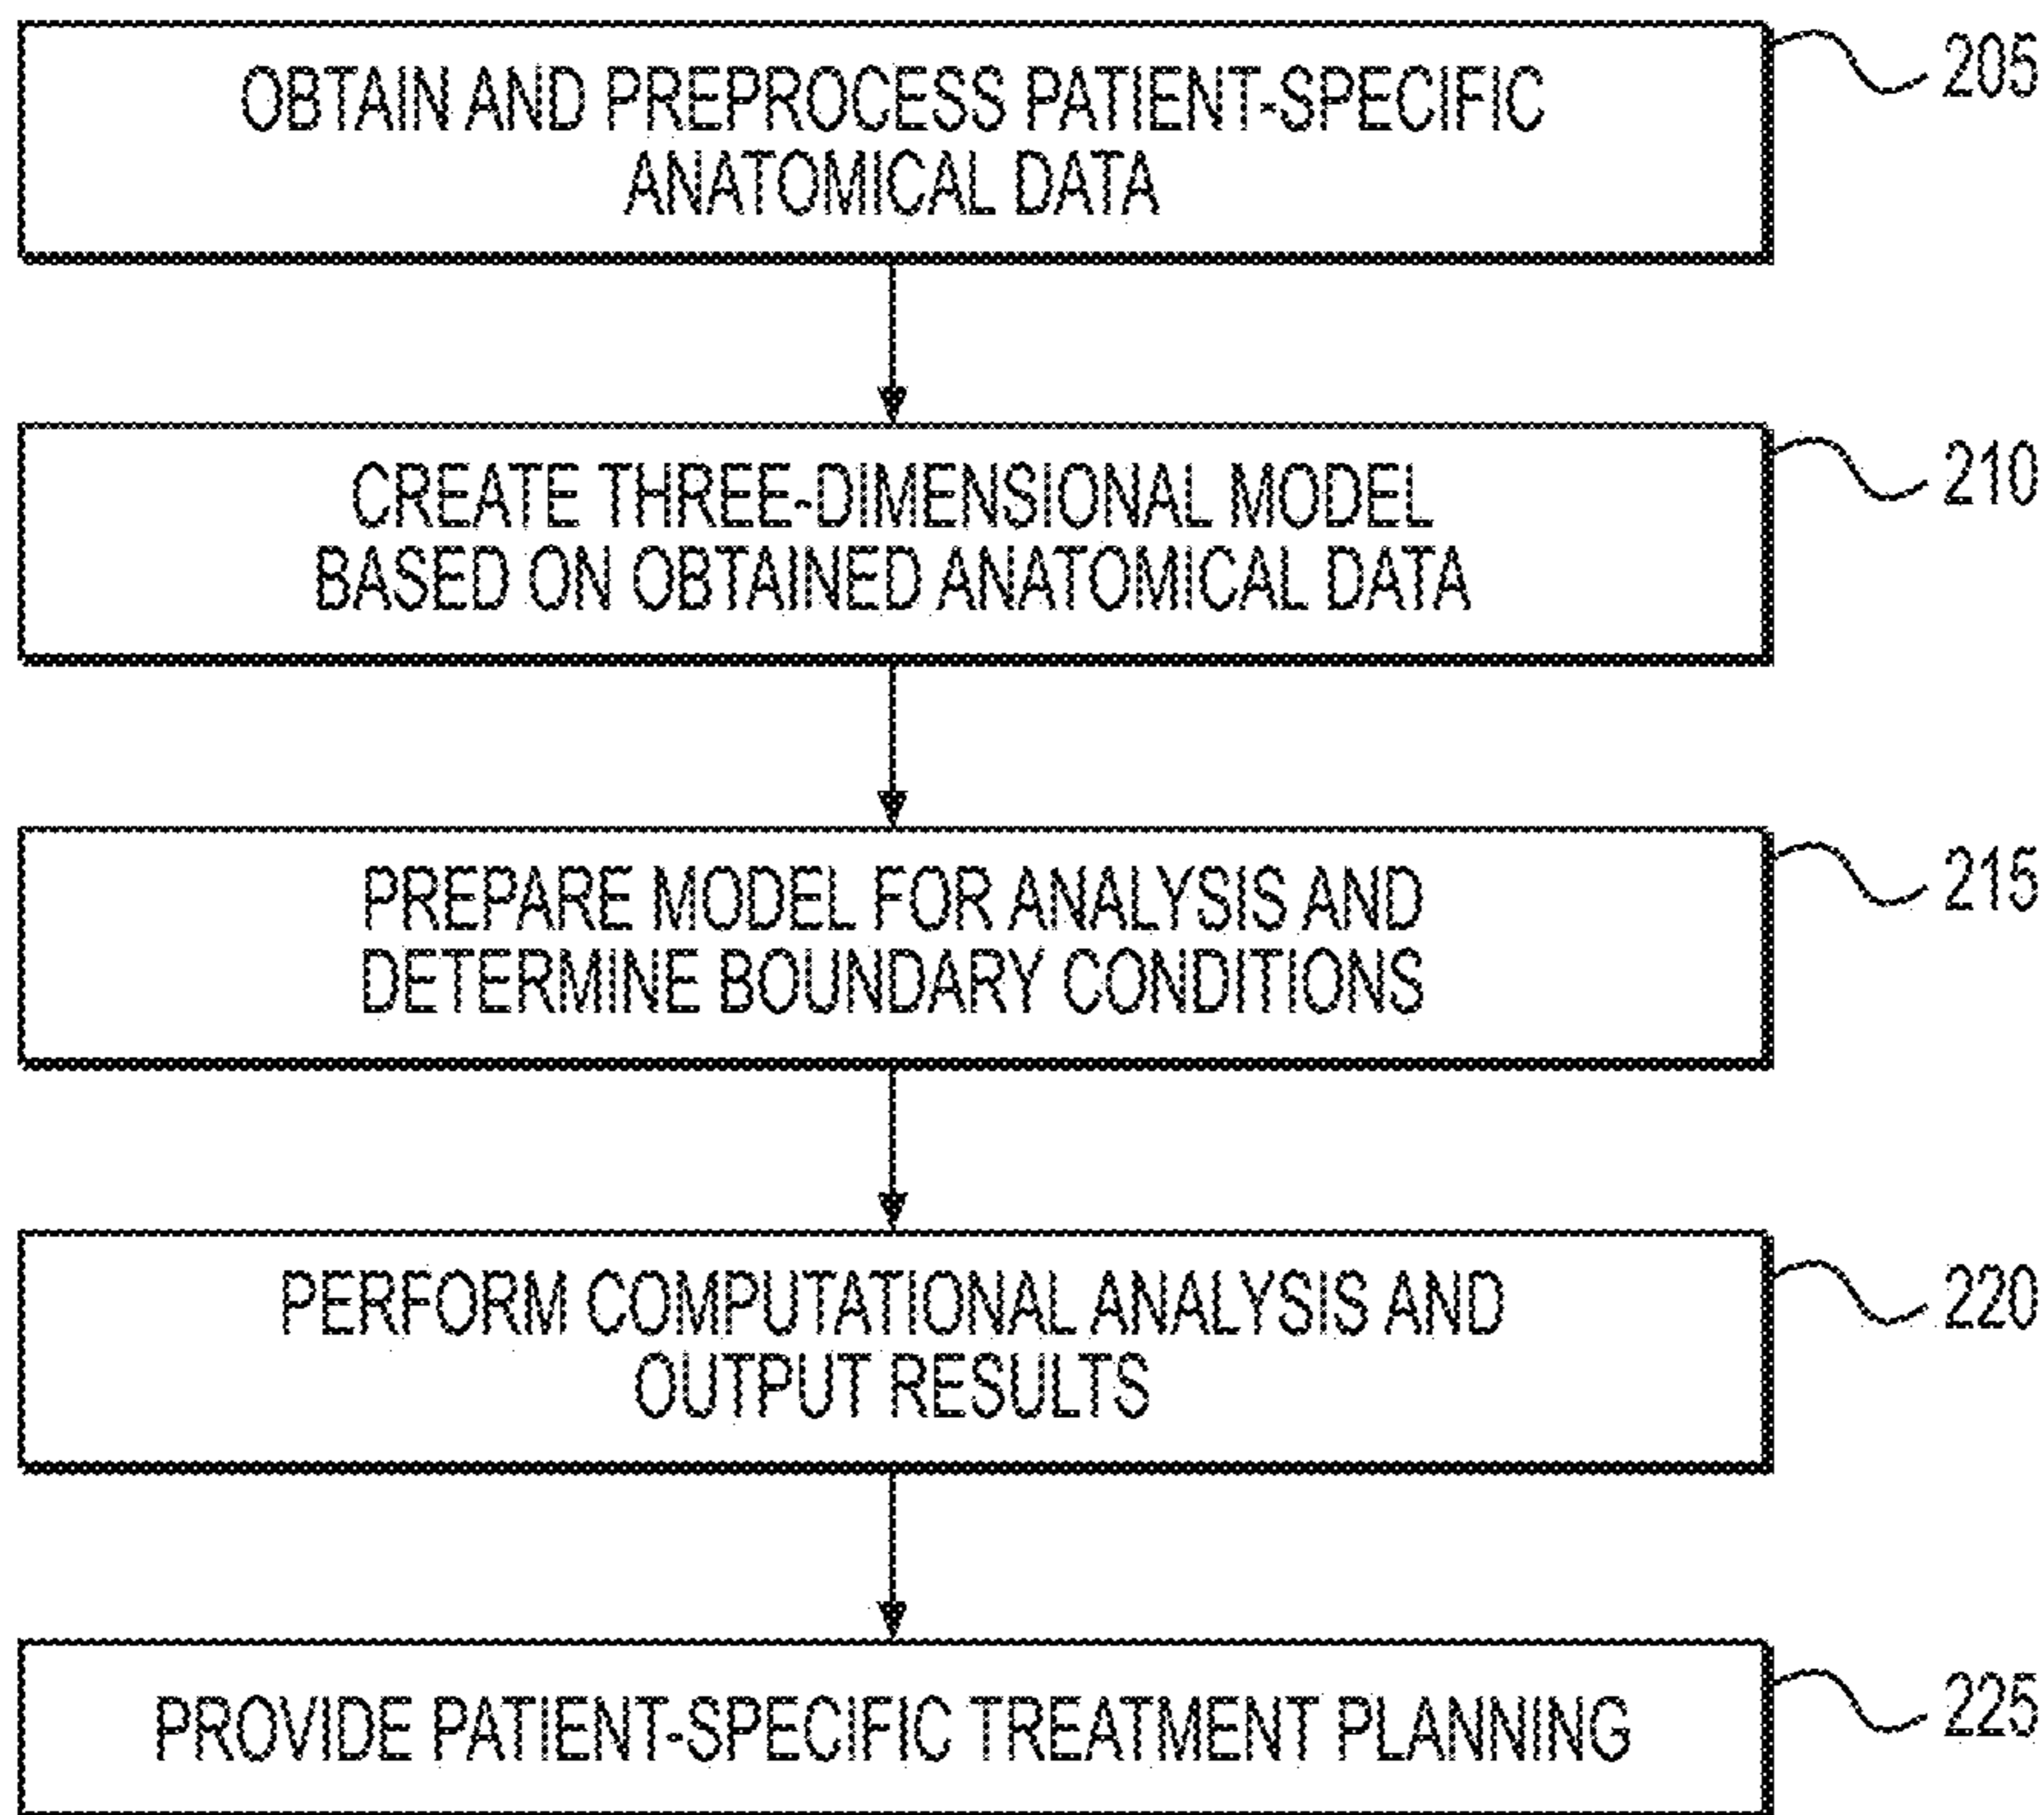 OBTAIN AND PREPROCESS PATIENT-SPECIFIC
ANATOMICAL DATA
205
CREATE THREE-DIMENSIONAL MODEL
BASED ON OBTAINED ANATOMICAL DATA
210
PREPARE MODEL FOR ANALYSIS AND
DETERMINE BOUNDARY CONDITIONS
215
PERFORM COMPUTATIONAL ANALYSIS AND
OUTPUT RESULTS
220
PROVIDE PATIENT-SPECIFIC TREATMENT PLANNING
225